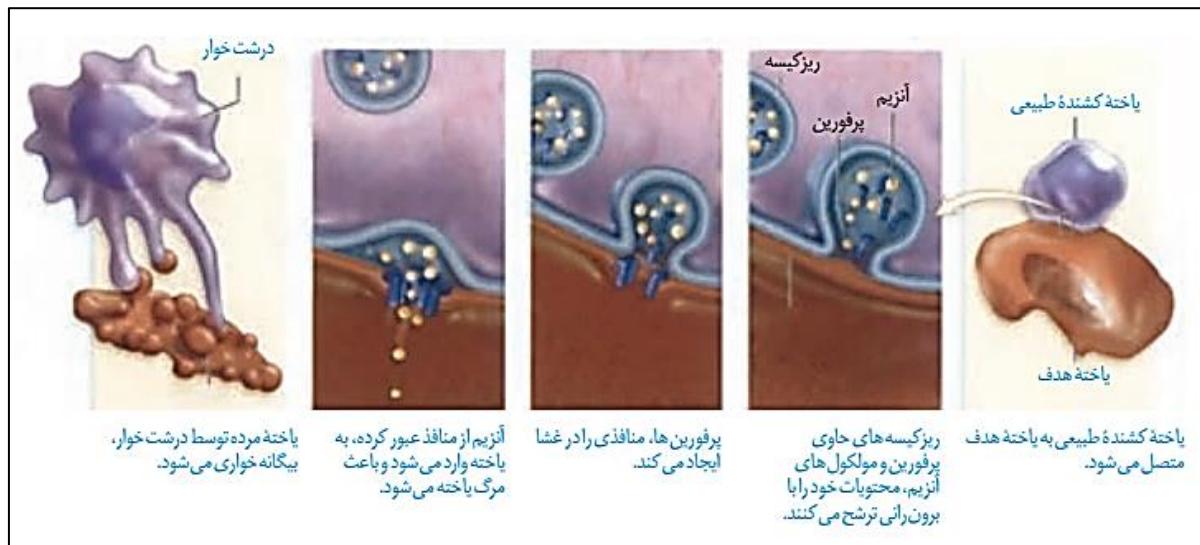 یاختهٔ کشندهٔ طبیعی
یاختهٔ هدف
یاختهٔ کشندهٔ طبیعی به یاختهٔ هدف
متصل می‌شود.
ریزکیسه
آنزیم
پرفورین
ریزکیسه‌های حاوی
پرفورین و مولکول‌های
آنزیم، محتویات خود را با
برون‌رانی ترشح می‌کنند.
پرفورین‌ها، منافذی را در غشا
ایجاد می‌کند.
آنزیم از منافذ عبور کرده، به
یاخته وارد می‌شود و باعث
مرگ یاخته می‌شود.
درشت‌خوار
یاختهٔ مرده توسط درشت‌خوار،
بیگانه‌خواری می‌شود.